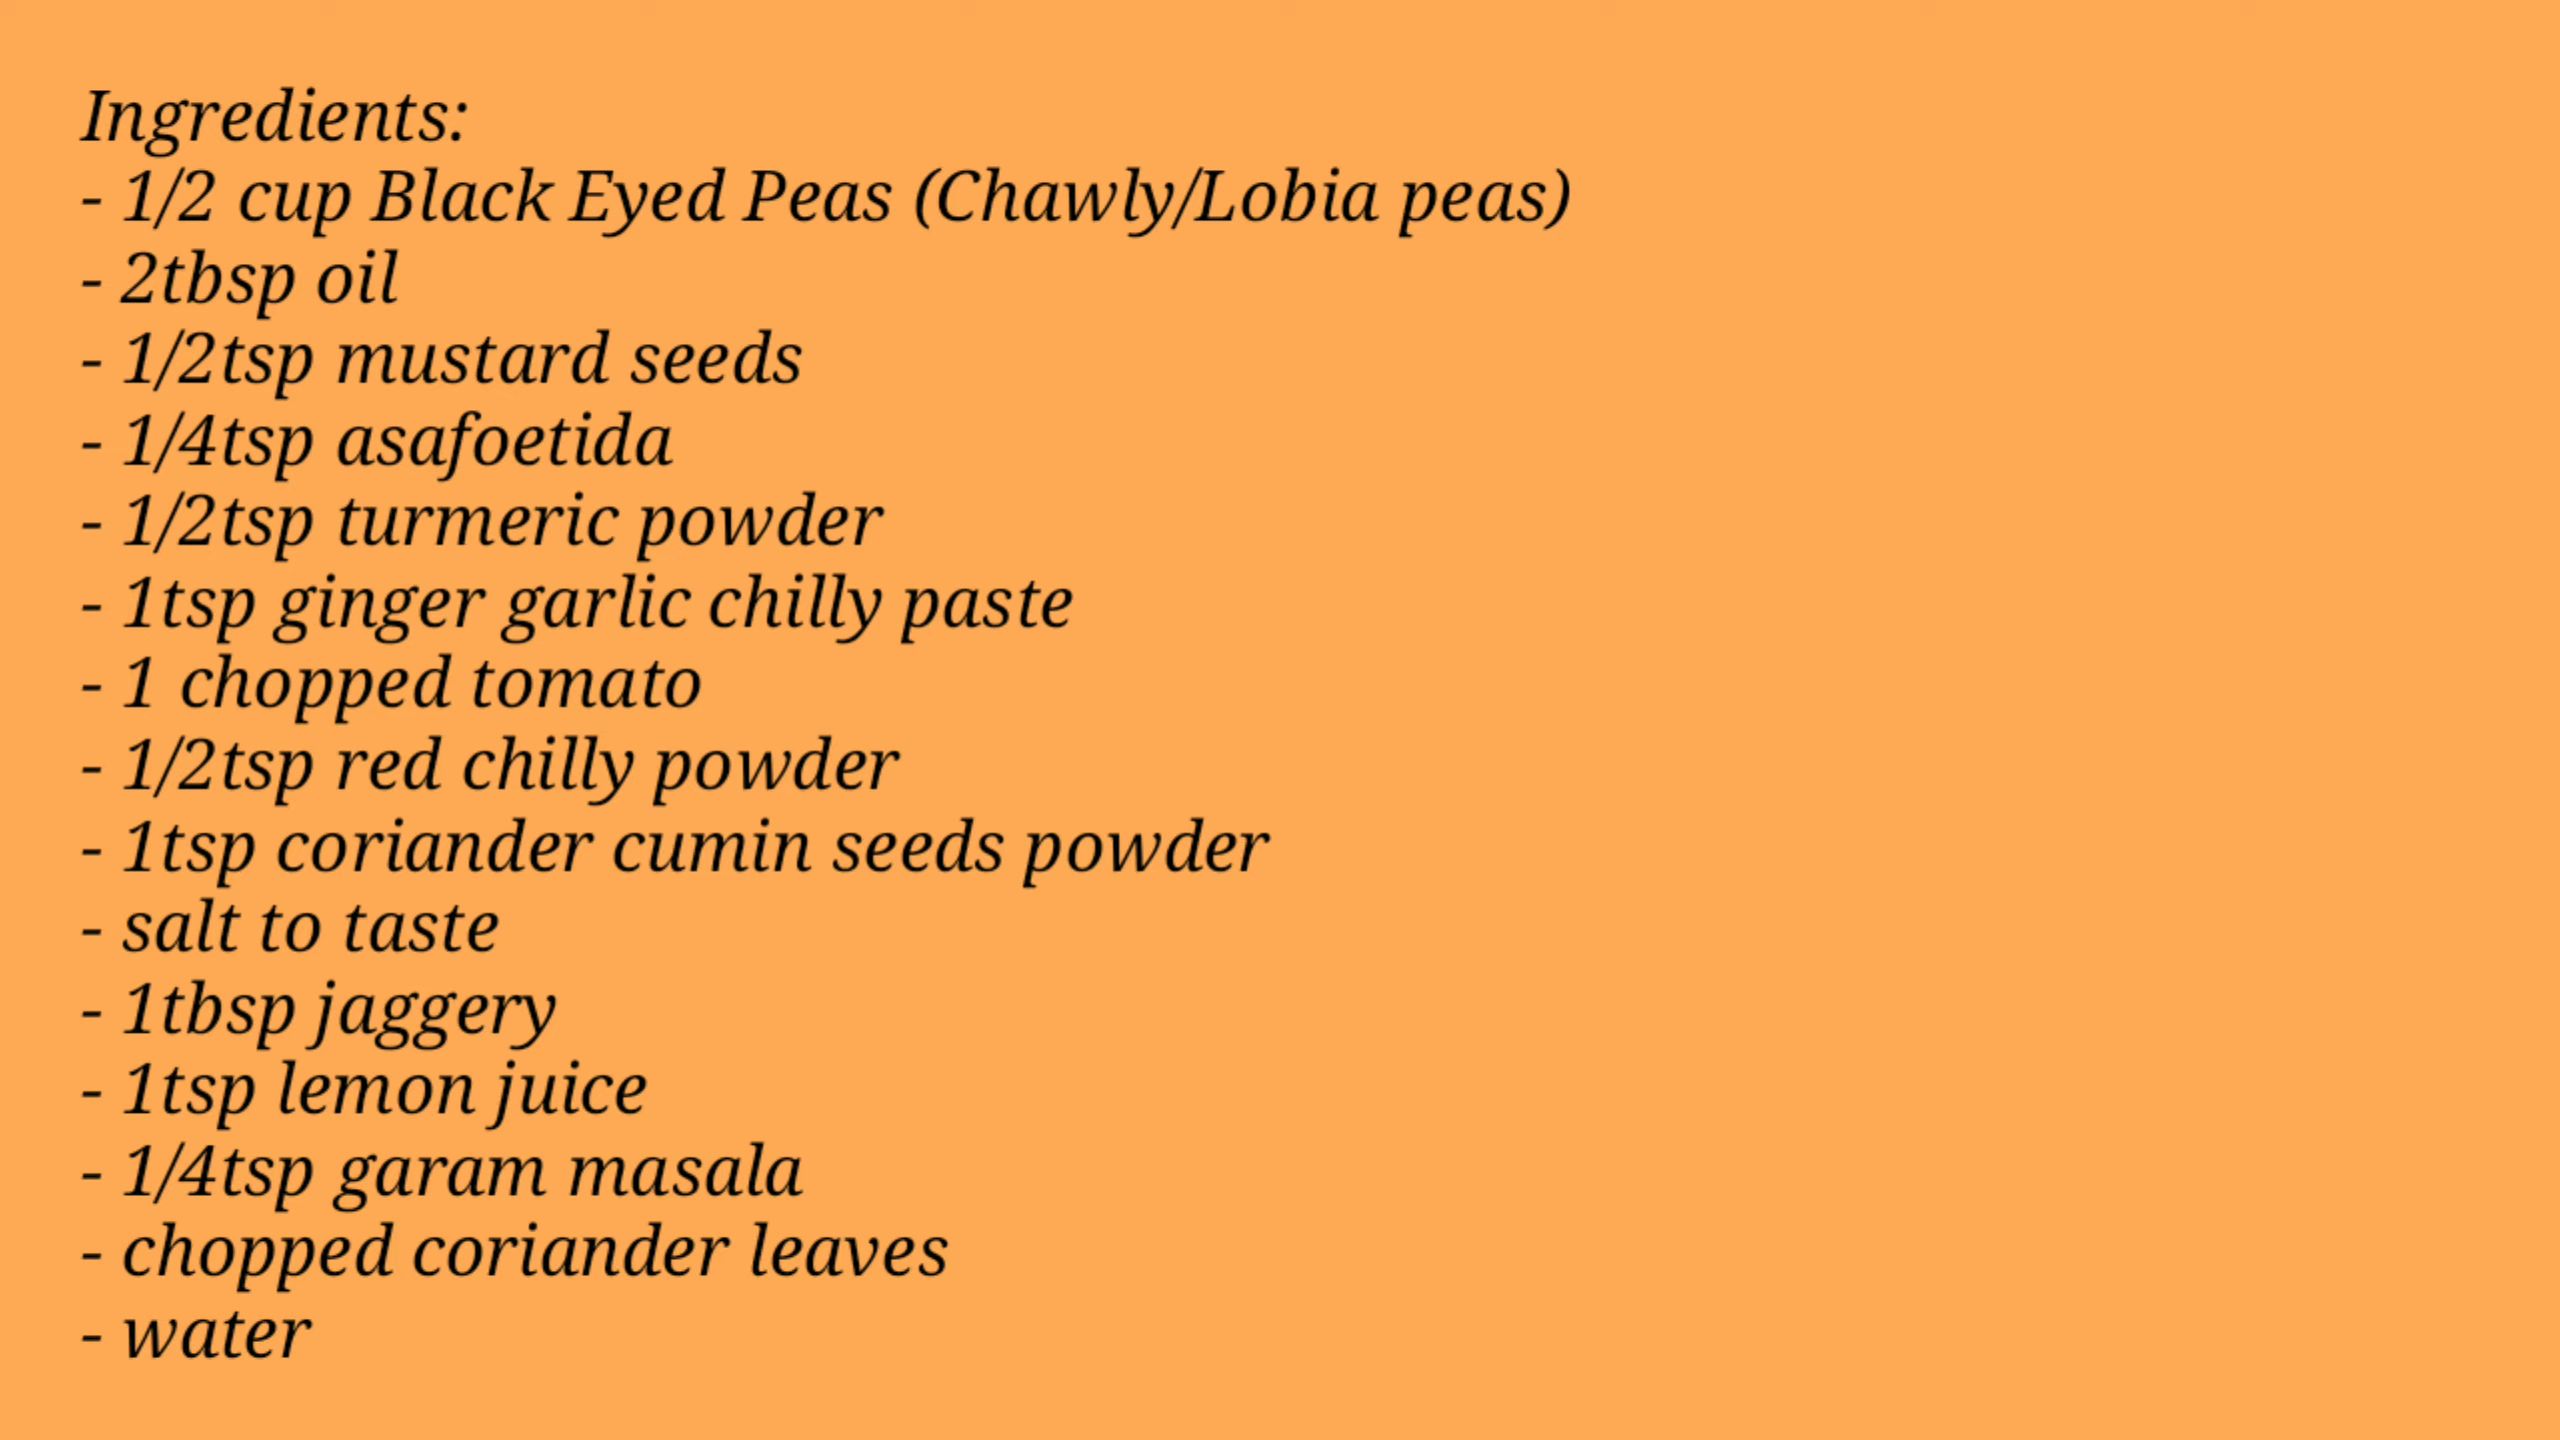 Ingredients:
- 1/2 cup Black Eyed Peas (Chawly/Lobia peas)
- 2tbsp oil
- 1/2tsp mustard seeds
- 1/4tsp asafoetida
- 1/2tsp turmeric powder
- 1tsp ginger garlic chilly paste
- 1 chopped tomato
- 1/2tsp red chilly powder
- 1tsp coriander cumin seeds powder
- salt to taste
- 1tbsp jaggery
- 1tsp lemon juice
- 1/4tsp garam masala
- chopped coriander leaves
- water